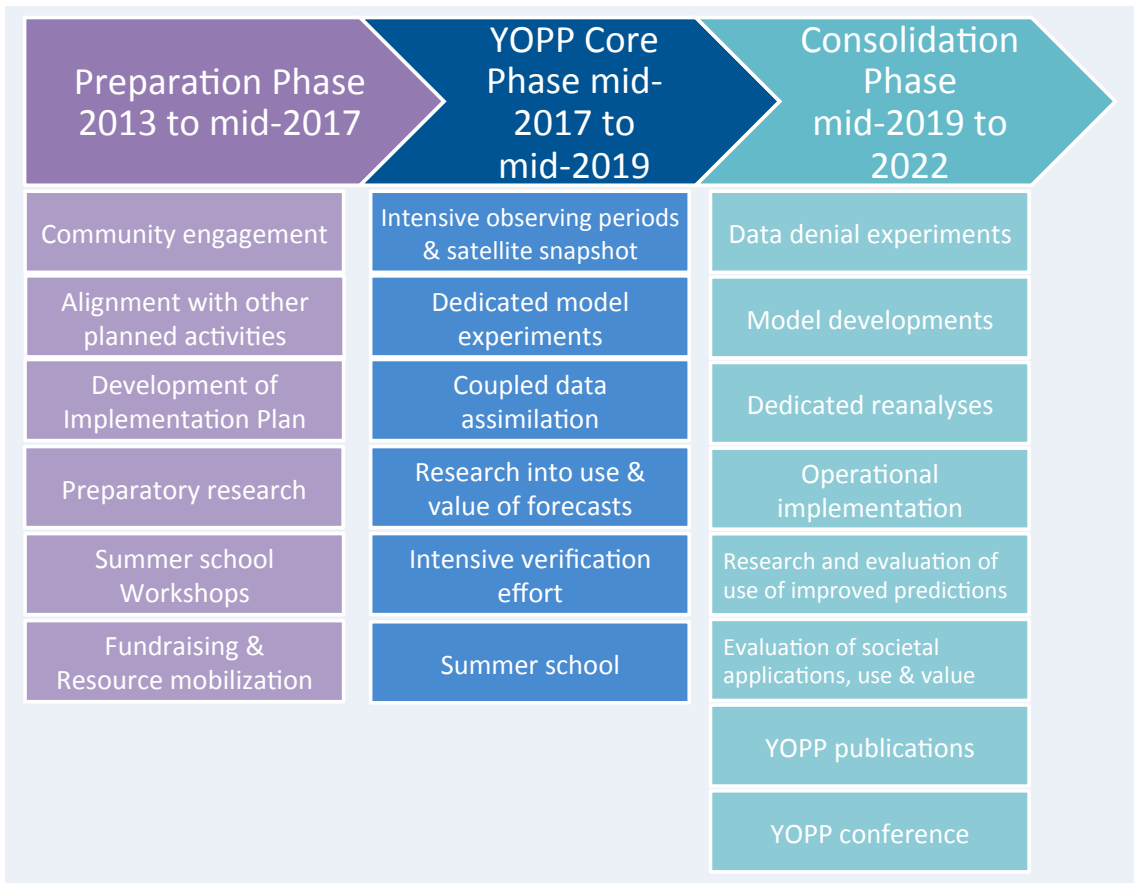 Preparation Phase
2013 to mid-2017
YOPP Core
Phase mid-
2017 to
mid-2019
Consolidation
Phase
mid-2019 to
2022
Community engagement
Alignment with other
planned activities
Development of
Implementation Plan
Preparatory research
Summer school
Workshops
Fundraising &
Resource mobilization
Intensive observing periods
& satellite snapshot
Dedicated model
experiments
Coupled data
assimilation
Research into use &
value of forecasts
Intensive verification
effort
Summer school
Data denial experiments
Model developments
Dedicated reanalyses
Operational
implementation
Research and evaluation of
use of improved predictions
Evaluation of societal
applications, use & value
YOPP publications
YOPP conference